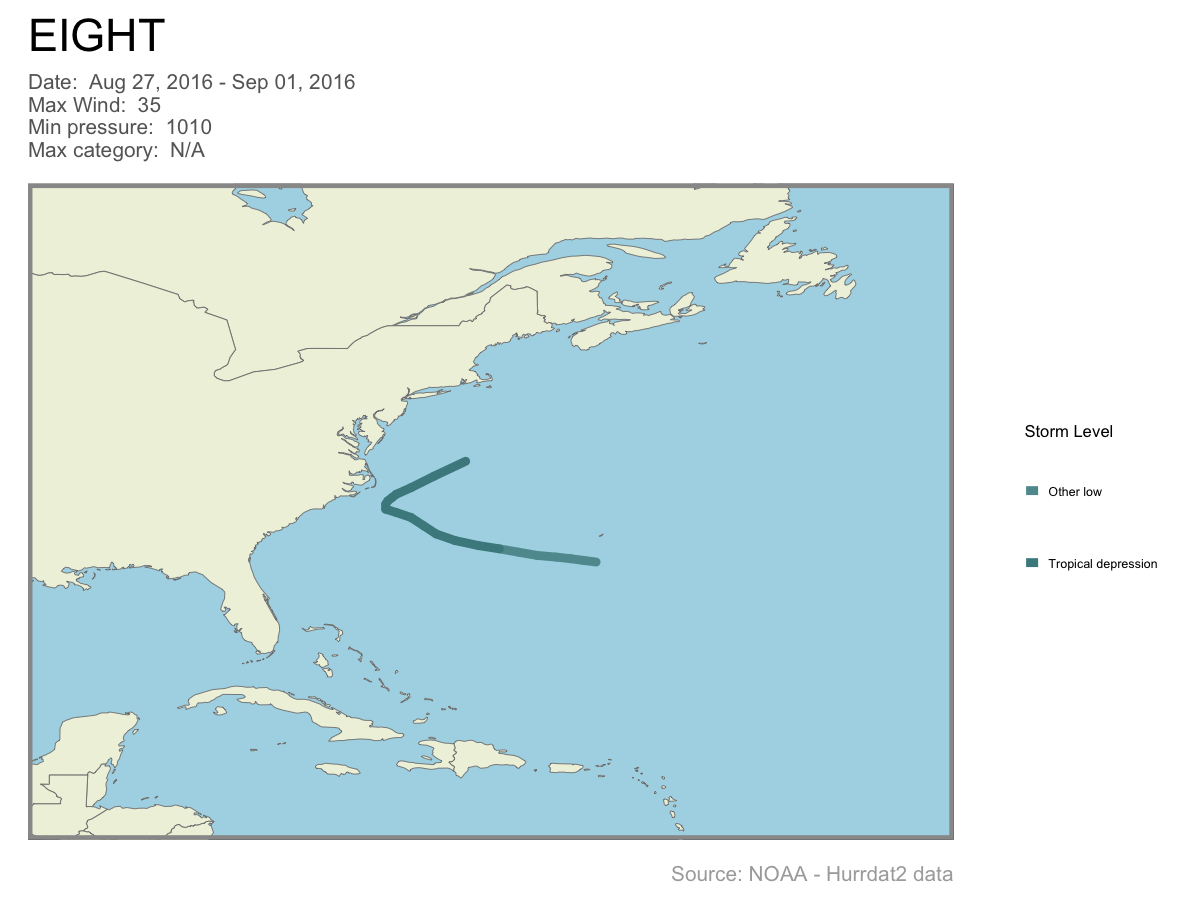 EIGHT
Date:  Aug 27, 2016 - Sep 01, 2016
Max Wind:  35
Min pressure:  1010
Max category:  N/A
Storm Level
Other low
Tropical depression
Source: NOAA - Hurrdat2 data